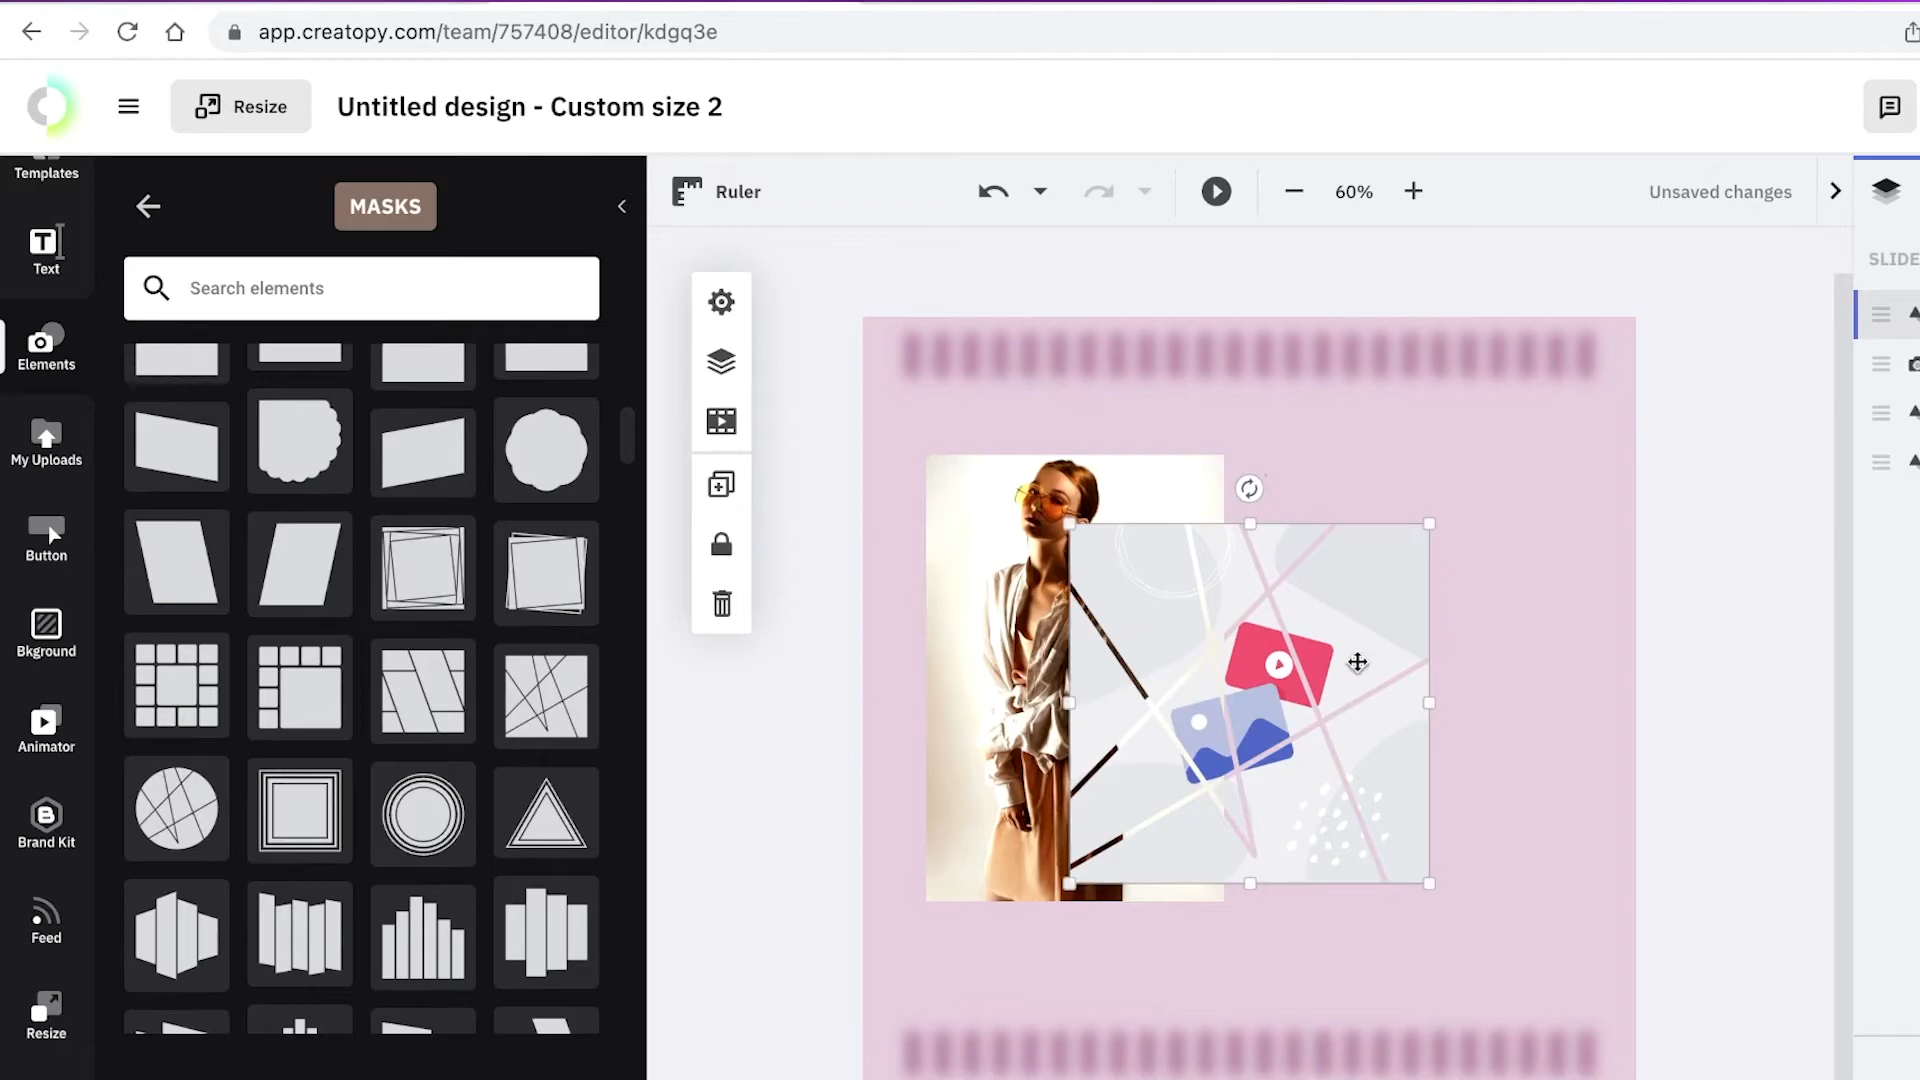 app.creatopy.com/team/757408/editor/kdgq3e
Resize
Untitled design - Custom size 2
Templates
MASKS
Ruler
60%
Unsaved changes
Text
Search elements
SLIDE
Elements
My Uploads
Button
Bkground
Animator
Brand Kit
Feed
Resize